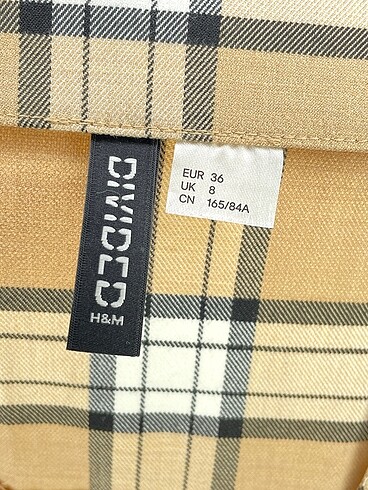 DIVIDED
H&M
EUR 36
UK 8
CN 165/84A